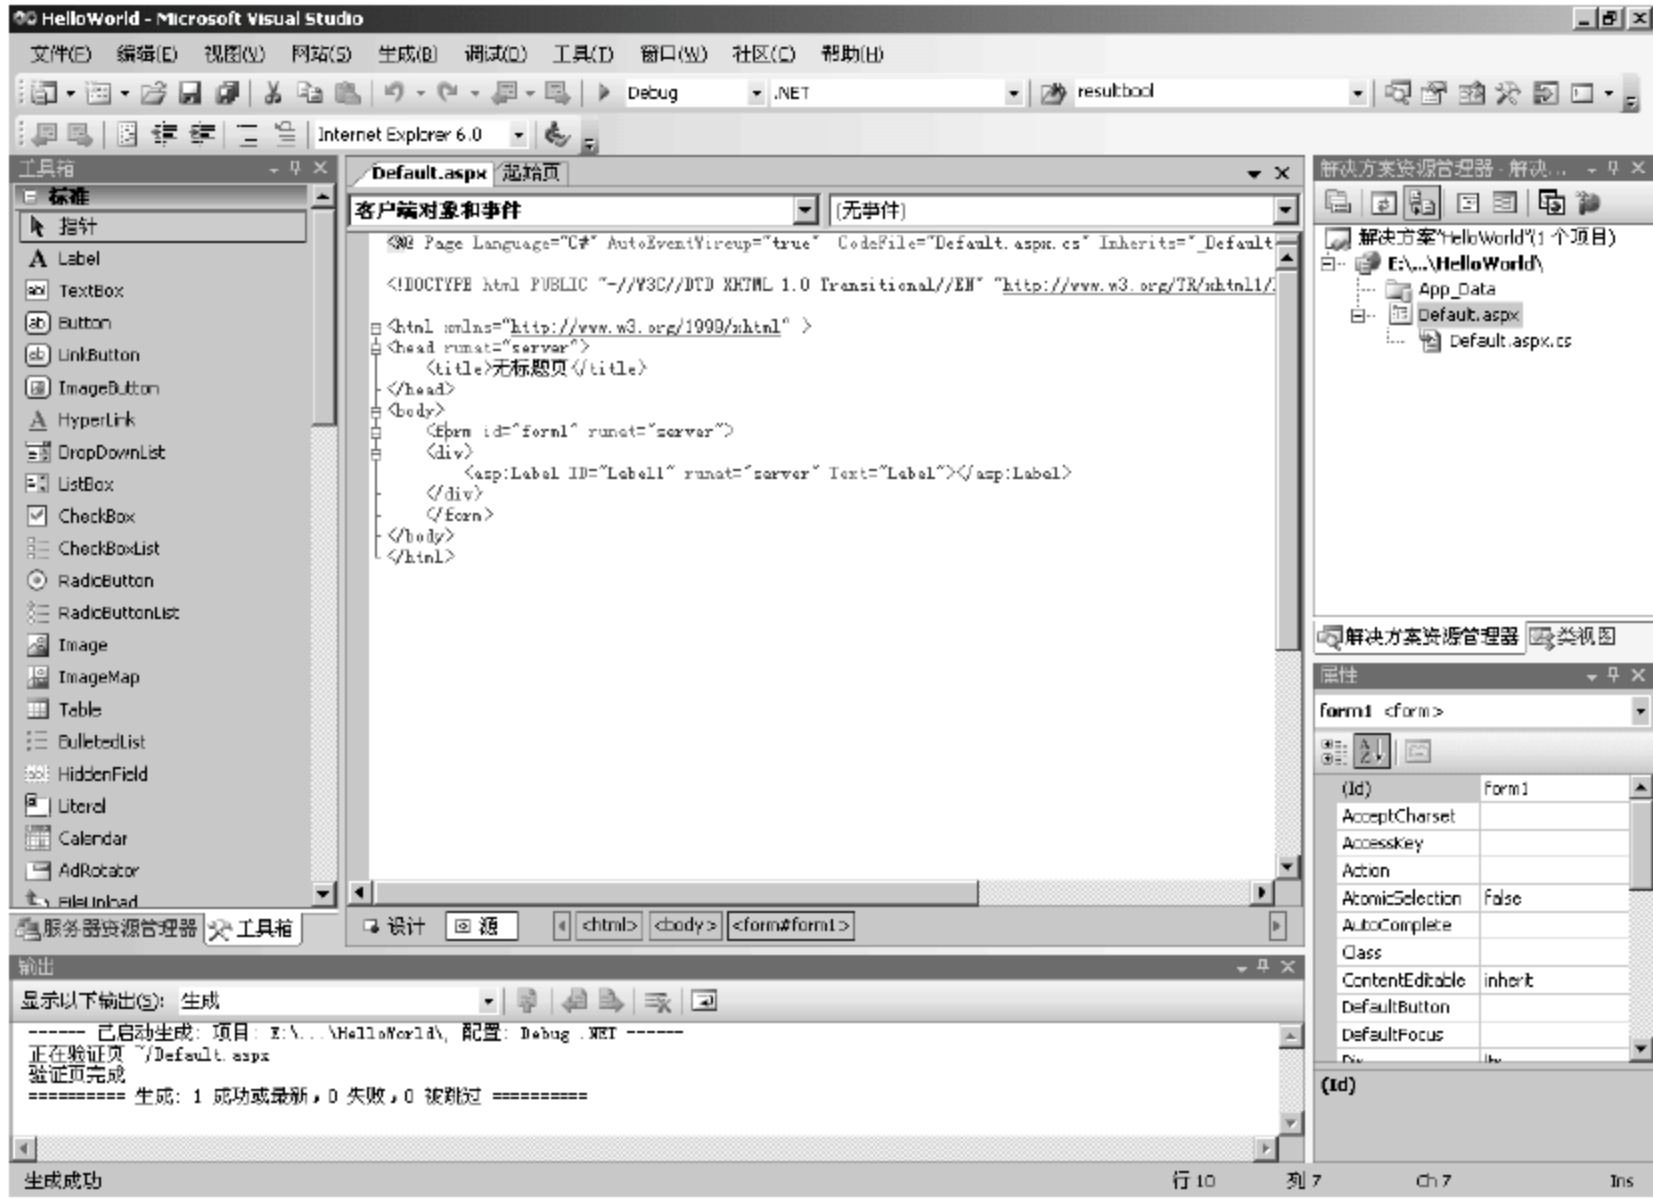 HelloWorld - Microsoft Visual Studio
文件(F) 编辑(E) 视图(V) 网站(S) 生成(B) 调试(D) 工具(T) 窗口(W) 社区(C) 帮助(H)
Debug .NET resultbool
Internet Explorer 6.0
工具箱
标准
指针
Label
TextBox
Button
LinkButton
ImageButton
HyperLink
DropDownList
ListBox
CheckBox
CheckBoxList
RadioButton
RadioButtonList
Image
ImageMap
Table
BulletedList
HiddenField
Literal
Calendar
AdRotator
FileUpload
服务器资源管理器 工具箱
Default.aspx 起始页
客户端对象和事件 (无事件)
<%@ Page Language="C#" AutoEventWireup="true" CodeFile="Default.aspx.cs" Inherits="_Default
<!DOCTYPE html PUBLIC "-//W3C//DTD XHTML 1.0 Transitional//EN" "http://www.w3.org/TR/xhtml1/
<html xmlns="http://www.w3.org/1999/xhtml" >
<head runat="server">
<title>无标题页</title>
</head>
<body>
<form id="form1" runat="server">
<div>
<asp:Label ID="Label1" runat="server" Text="Label"></asp:Label>
</div>
</form>
</body>
</html>
设计 源 <html> <body> <form#form1>
解决方案资源管理器 - 解决...
解决方案"HelloWorld"(1 个项目)
E:\...\HelloWorld\
App_Data
Default.aspx
Default.aspx.cs
解决方案资源管理器 类视图
属性
form1 <form>
(Id) form1
AcceptCharset
AccessKey
Action
AtomicSelection false
AutoComplete
Class
ContentEditable inherit
DefaultButton
DefaultFocus
Dir ltr
(Id)
输出
显示以下输出(S): 生成
------ 已启动生成: 项目: E:\...\HelloWorld\, 配置: Debug .NET ------
正在验证页 ~/Default.aspx
验证页完成
========== 生成: 1 成功或最新，0 失败，0 被跳过 ==========
生成成功 行 10 列 7 Ch 7 Ins